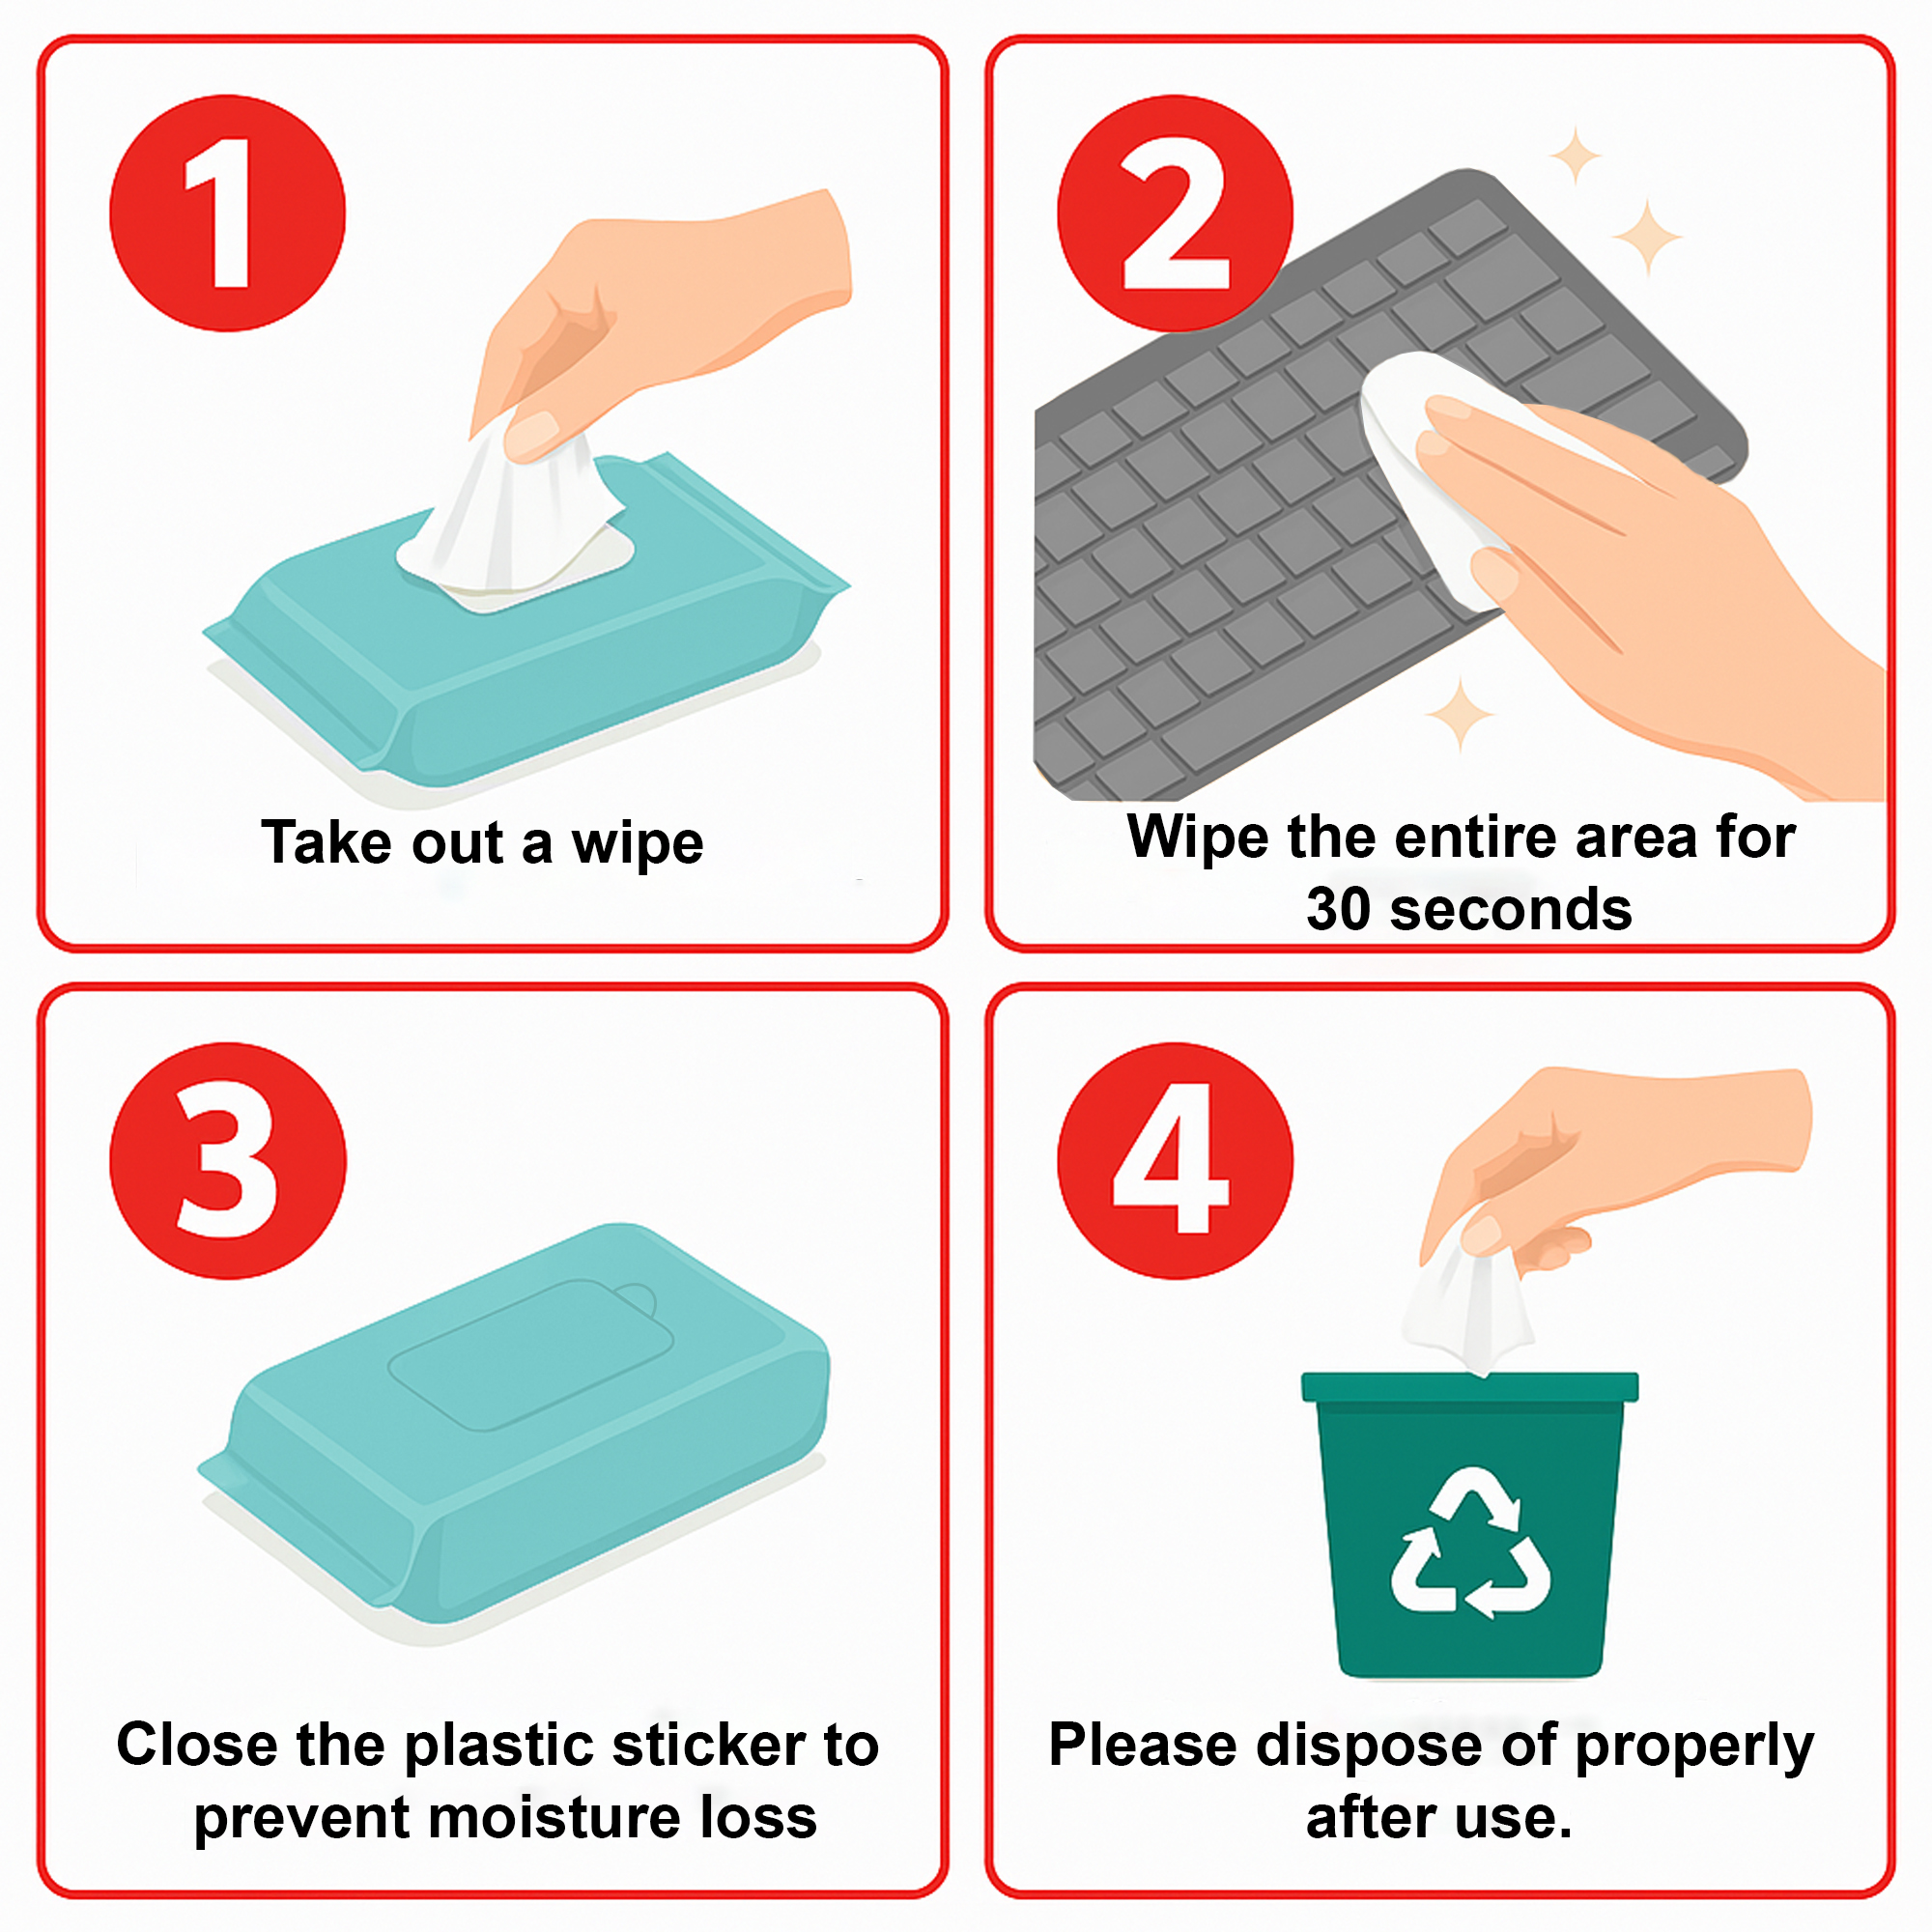 1
Take out a wipe
2
Wipe the entire area for
30 seconds
3
Close the plastic sticker to
prevent moisture loss
4
Please dispose of properly
after use.